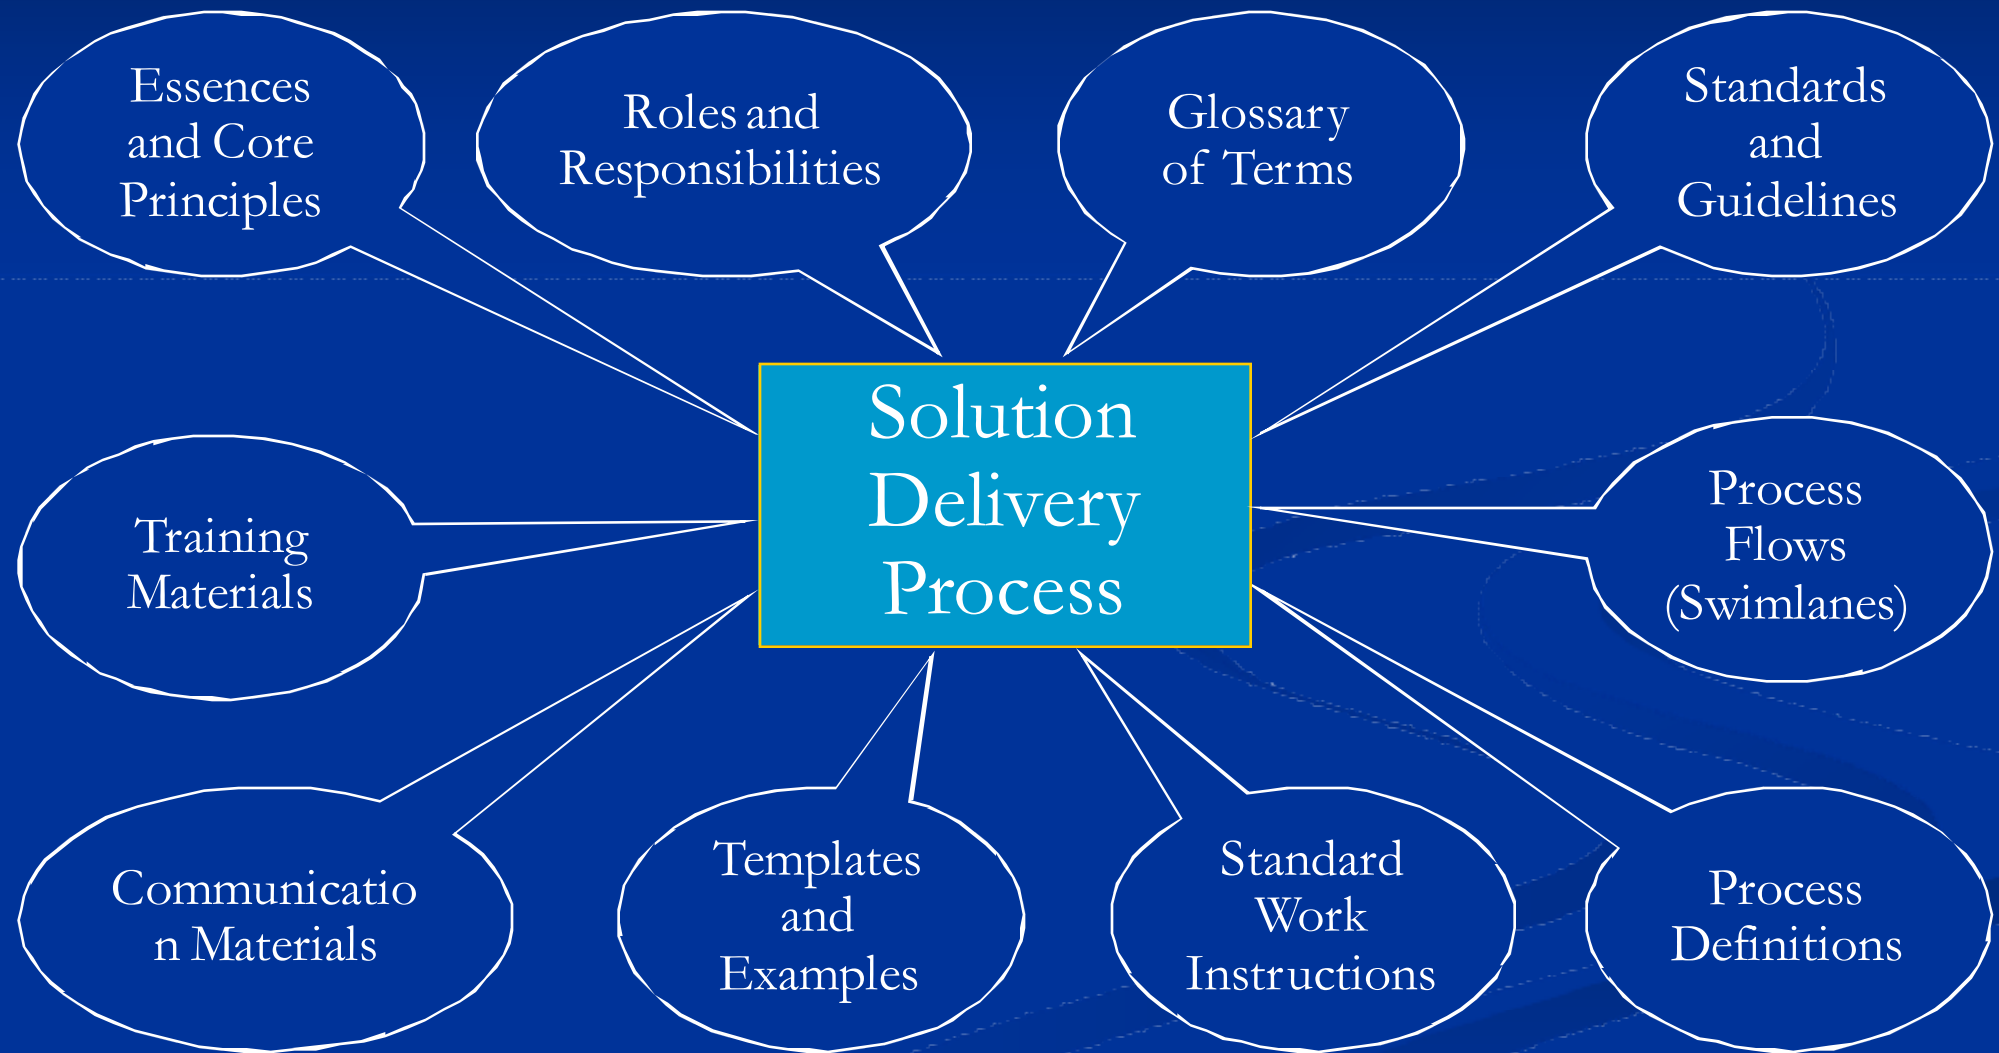 Essences
and Core
Principles
Roles and
Responsibilities
Glossary
of Terms
Standards
and
Guidelines
Solution
Delivery
Process
Training
Materials
Process
Flows
(Swimlanes)
Communicatio
n Materials
Templates
and
Examples
Standard
Work
Instructions
Process
Definitions